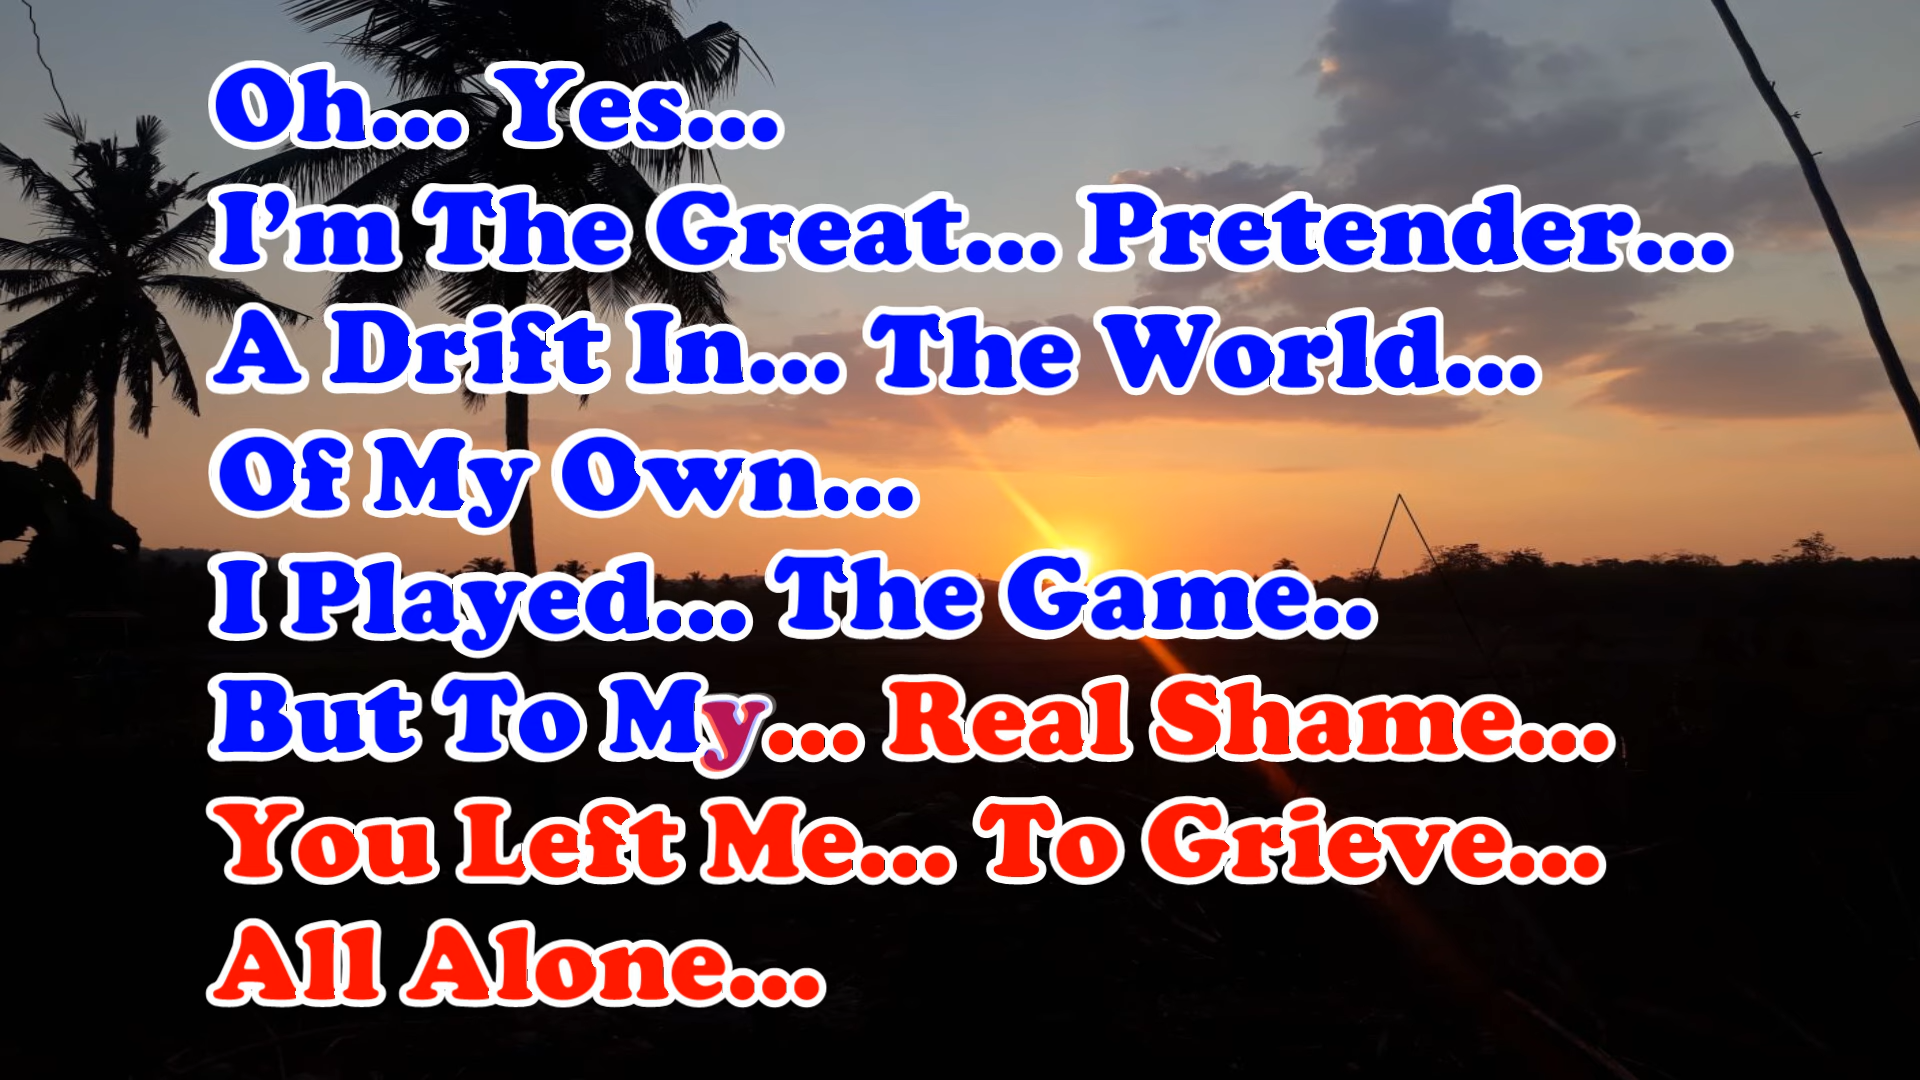 Oh... Yes...
I'm The Great... Pretender...
A Drift In... The World...
Of My Own...
I Played... The Game..
But To My... Real Shame...
You Left Me... To Grieve...
All Alone...